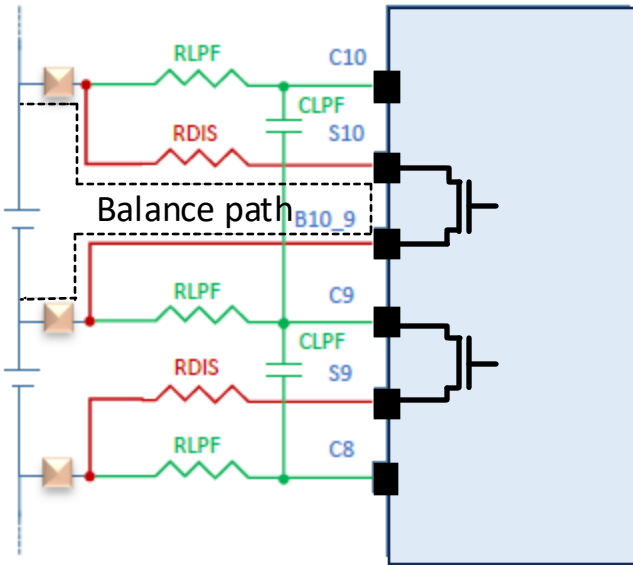 RLPF
C10
CLPF
RDIS
S10
Balance path
B10_9
RLPF
C9
CLPF
RDIS
S9
RLPF
C8